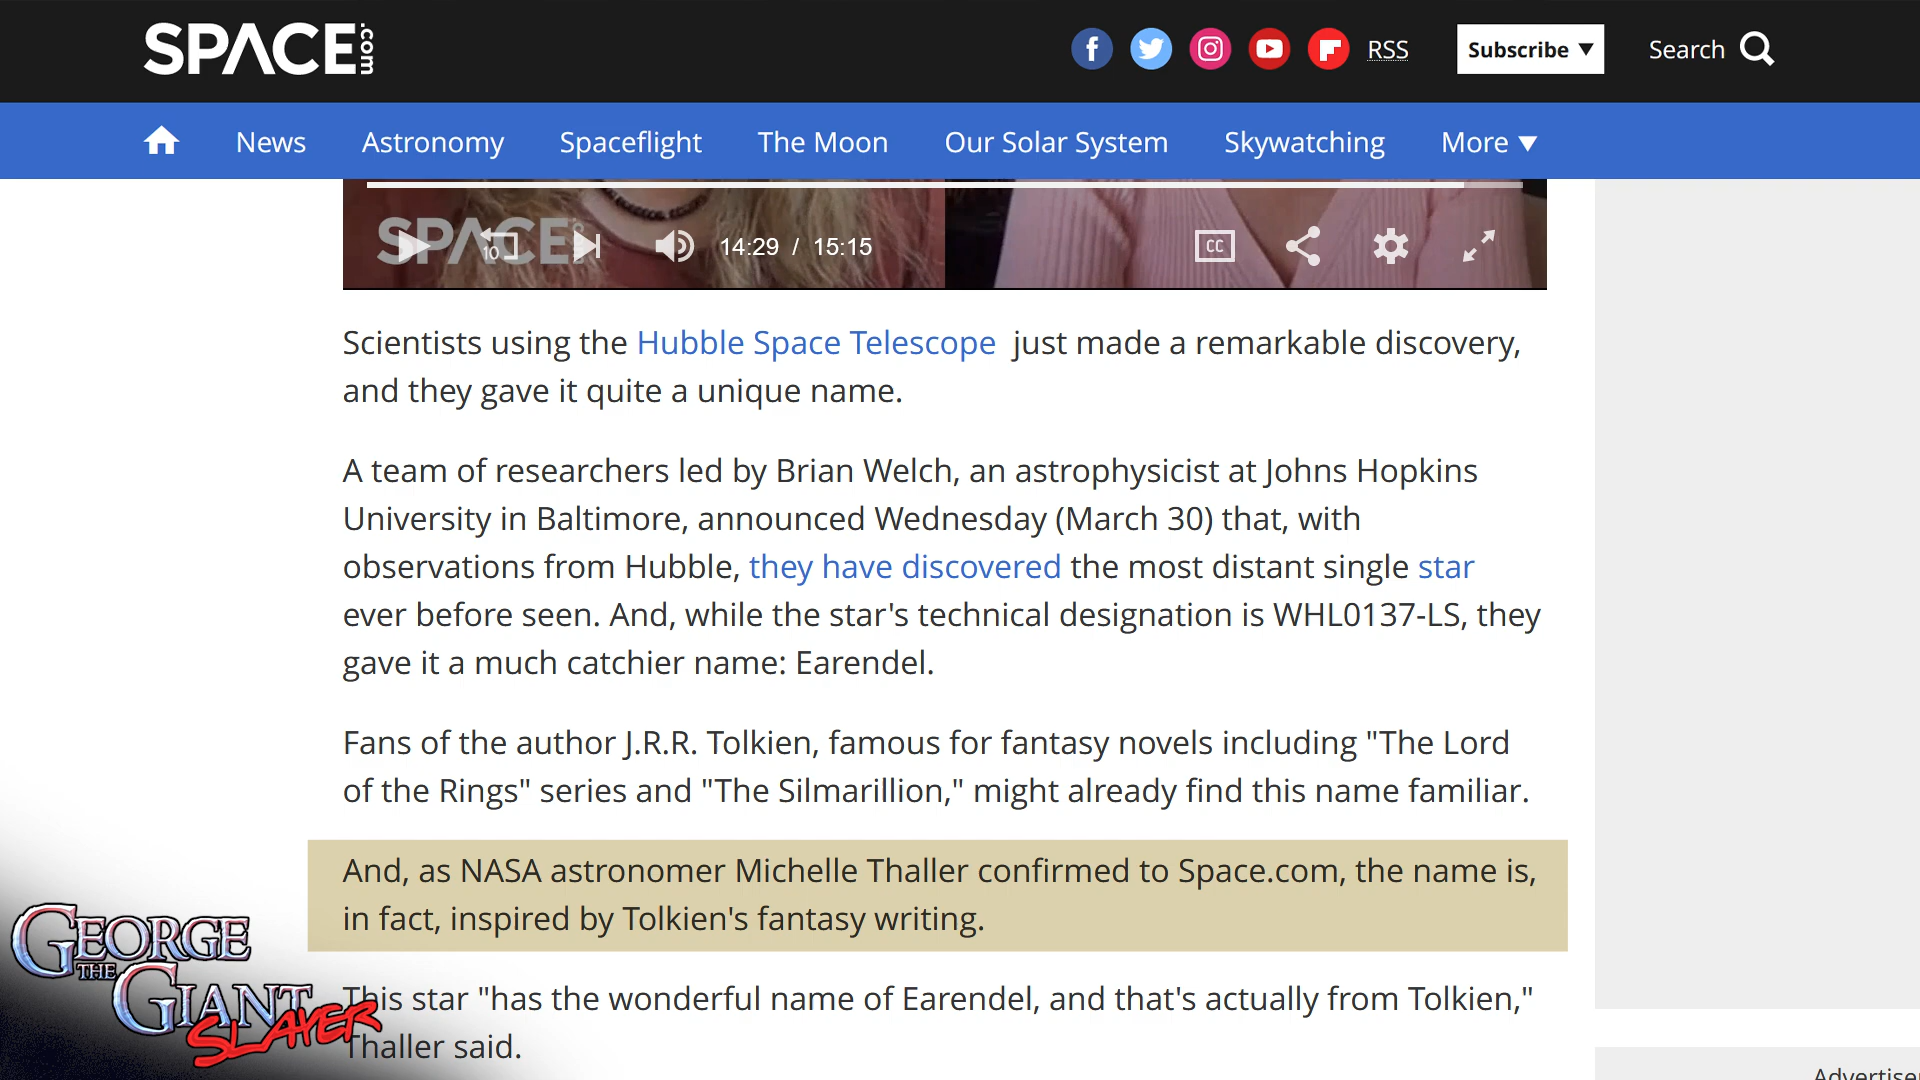 SPACE.com
RSS
Subscribe ▼
Search
News
Astronomy
Spaceflight
The Moon
Our Solar System
Skywatching
More ▼
SPACE
10
14:29 / 15:15
CC
Scientists using the Hubble Space Telescope just made a remarkable discovery,
and they gave it quite a unique name.
A team of researchers led by Brian Welch, an astrophysicist at Johns Hopkins
University in Baltimore, announced Wednesday (March 30) that, with
observations from Hubble, they have discovered the most distant single star
ever before seen. And, while the star's technical designation is WHL0137-LS, they
gave it a much catchier name: Earendel.
Fans of the author J.R.R. Tolkien, famous for fantasy novels including "The Lord
of the Rings" series and "The Silmarillion," might already find this name familiar.
And, as NASA astronomer Michelle Thaller confirmed to Space.com, the name is,
in fact, inspired by Tolkien's fantasy writing.
This star "has the wonderful name of Earendel, and that's actually from Tolkien,"
Thaller said.
GEORGE
THE
GIANT
SLAYER